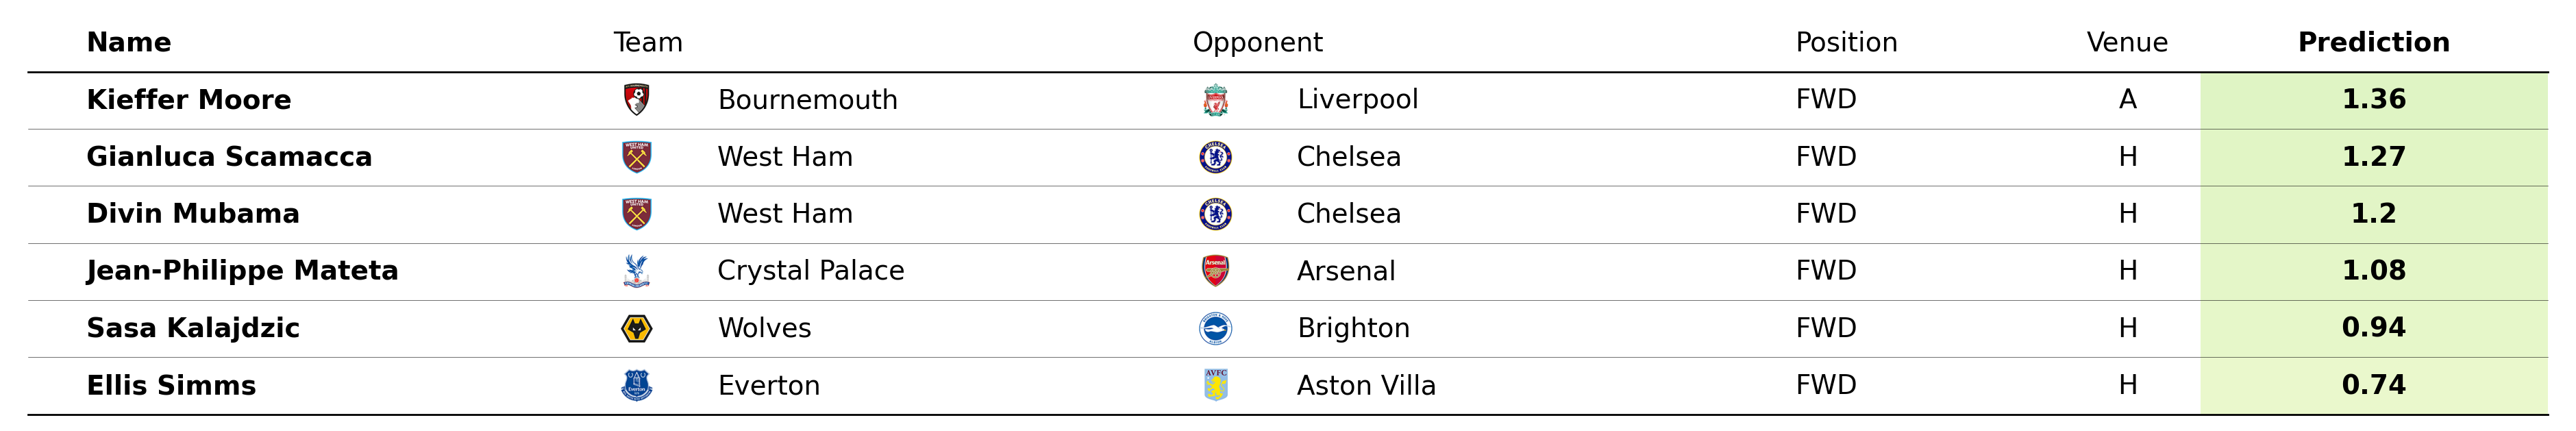 Name Team Opponent Position Venue Prediction
Kieffer Moore Bournemouth Liverpool FWD A 1.36
Gianluca Scamacca West Ham Chelsea FWD H 1.27
Divin Mubama West Ham Chelsea FWD H 1.2
Jean-Philippe Mateta Crystal Palace Arsenal FWD H 1.08
Sasa Kalajdzic Wolves Brighton FWD H 0.94
Ellis Simms Everton Aston Villa FWD H 0.74